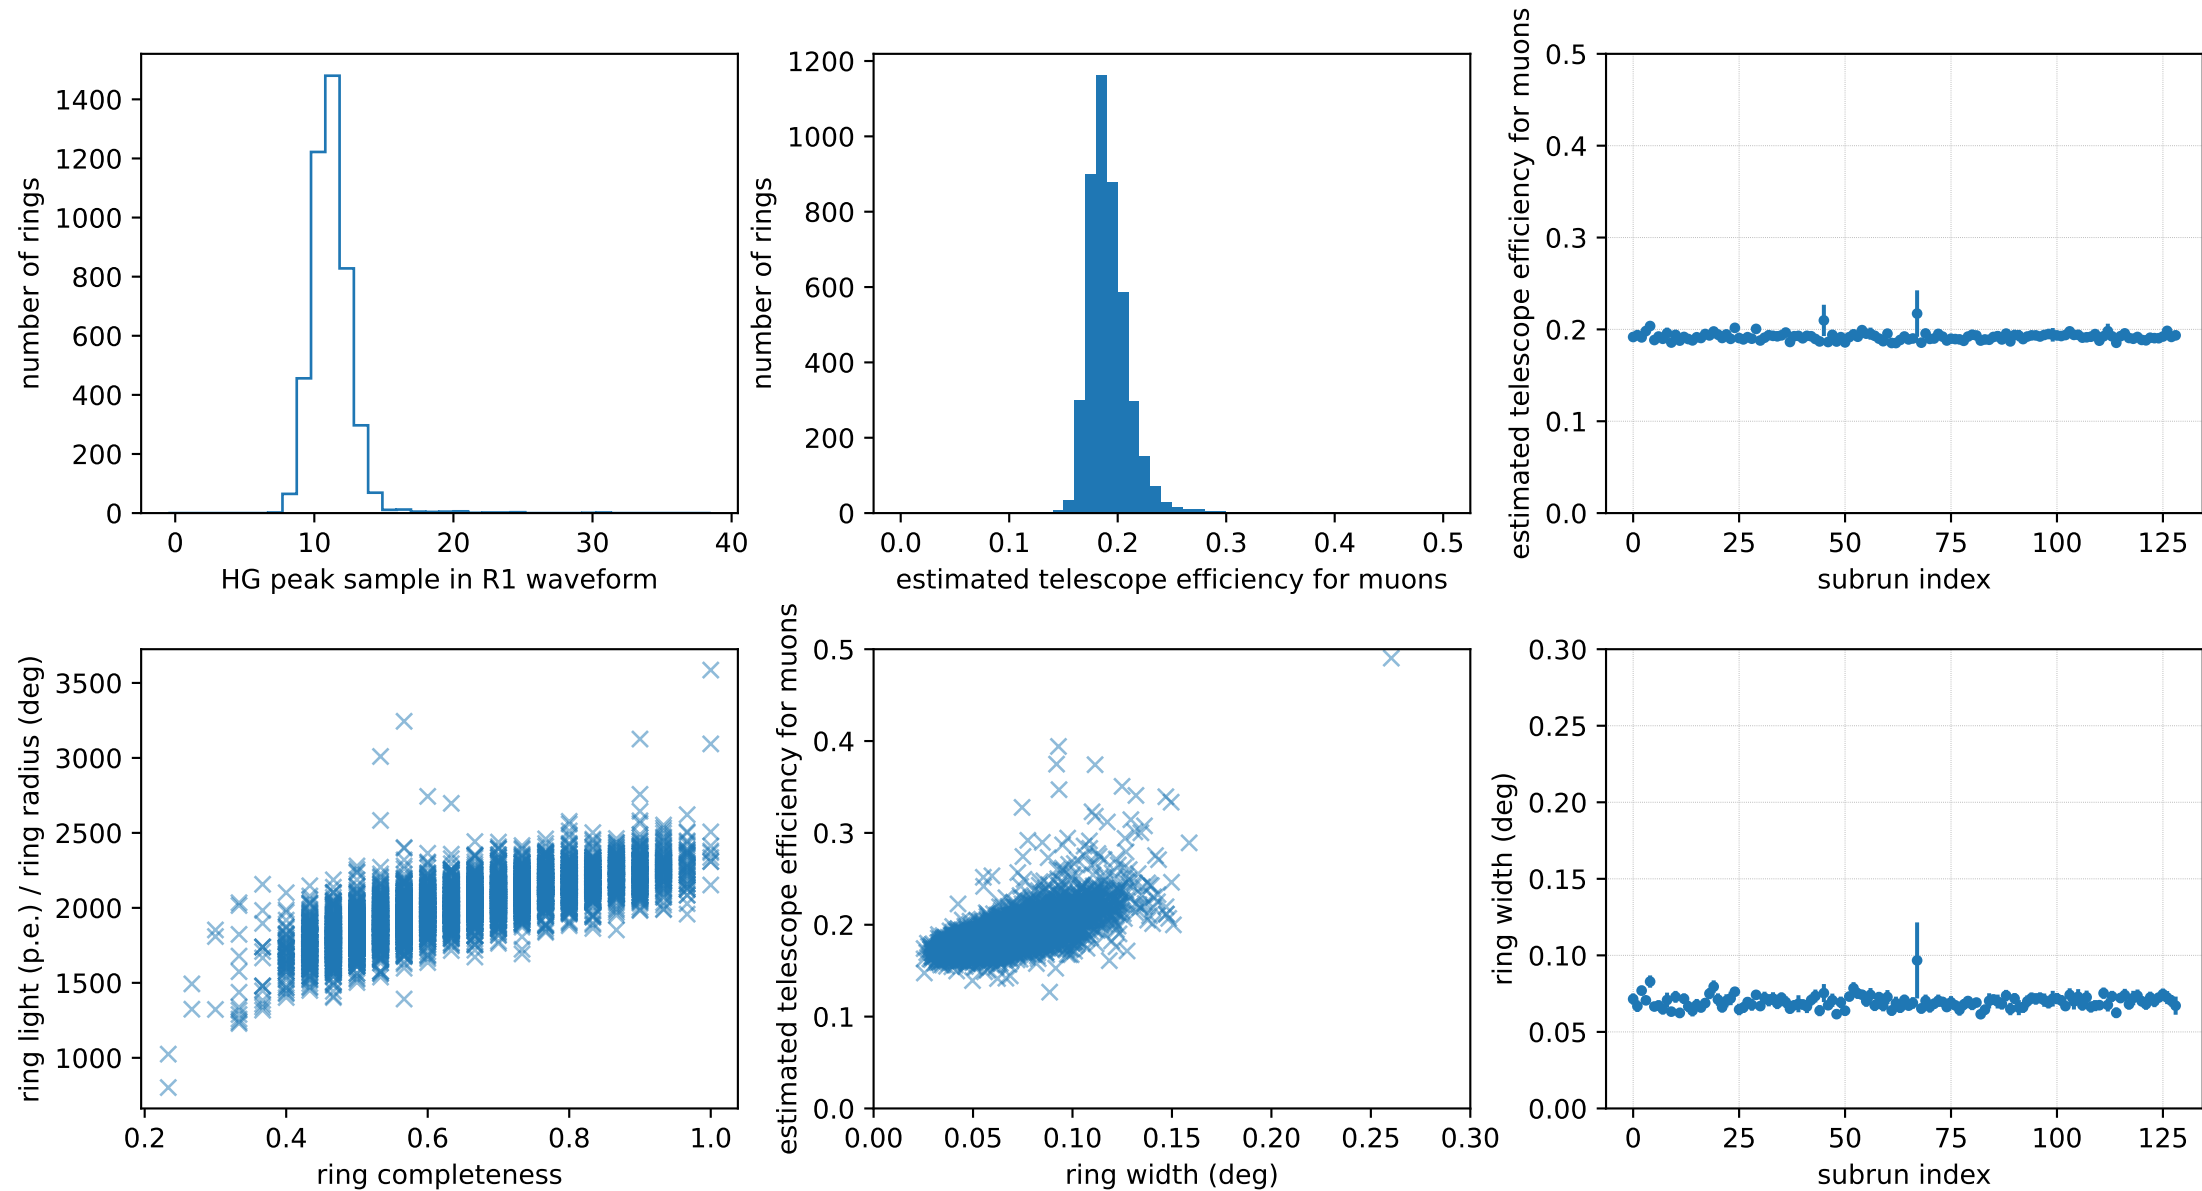 number of rings
1400
1200
1000
800
600
400
200
0
0 10 20 30 40
HG peak sample in R1 waveform
number of rings
1200
1000
800
600
400
200
0
0.0 0.1 0.2 0.3 0.4 0.5
estimated telescope efficiency for muons
estimated telescope efficiency for muons
0.5
0.4
0.3
0.2
0.1
0.0
0 25 50 75 100 125
subrun index
ring light (p.e.) / ring radius (deg)
3500
3000
2500
2000
1500
1000
0.2 0.4 0.6 0.8 1.0
ring completeness
estimated telescope efficiency for muons
0.5
0.4
0.3
0.2
0.1
0.0
0.00 0.05 0.10 0.15 0.20 0.25 0.30
ring width (deg)
ring width (deg)
0.30
0.25
0.20
0.15
0.10
0.05
0.00
0 25 50 75 100 125
subrun index